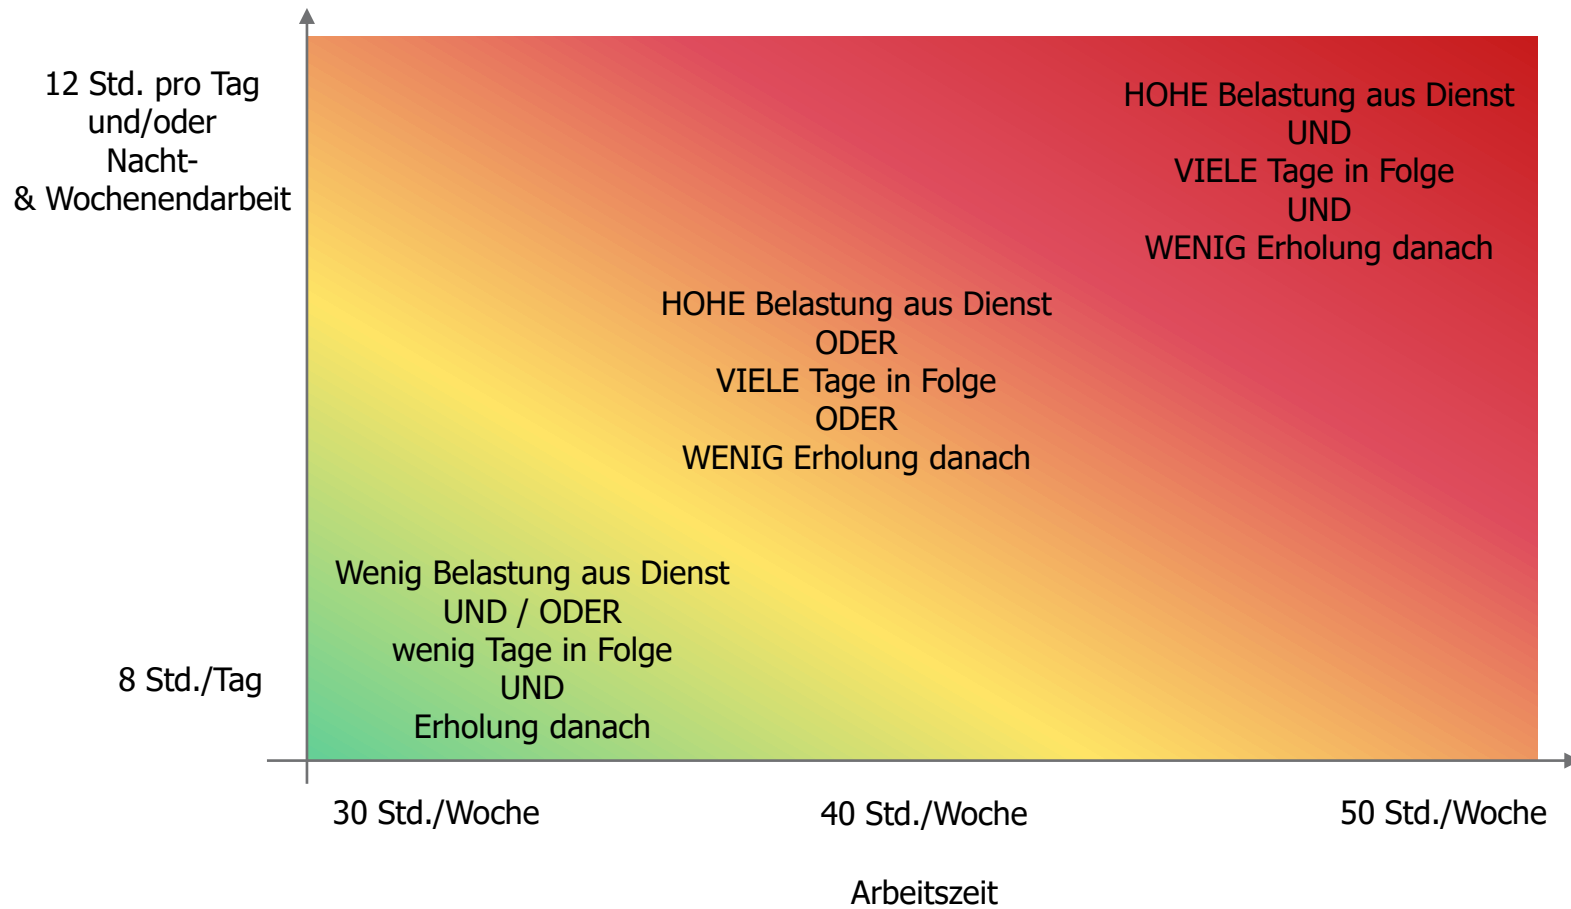 12 Std. pro Tag
und/oder
Nacht-
& Wochenendarbeit
HOHE Belastung aus Dienst
UND
VIELE Tage in Folge
UND
WENIG Erholung danach
HOHE Belastung aus Dienst
ODER
VIELE Tage in Folge
ODER
WENIG Erholung danach
Wenig Belastung aus Dienst
UND / ODER
wenig Tage in Folge
UND
Erholung danach
8 Std./Tag
30 Std./Woche
40 Std./Woche
50 Std./Woche
Arbeitszeit